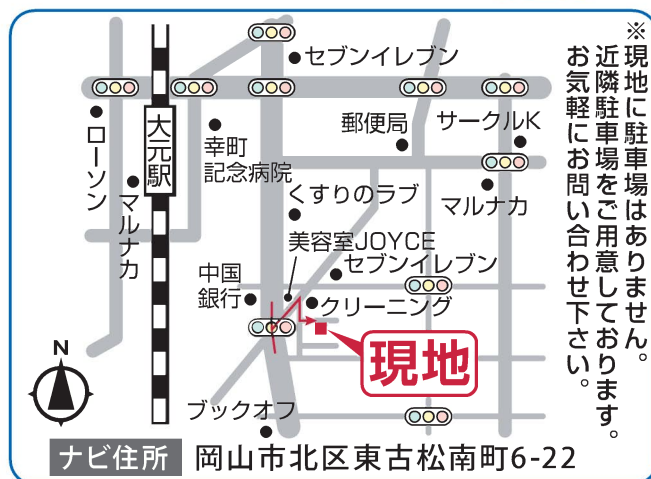 ※現地に駐車場はありません。
近隣駐車場をご用意しております。
お気軽にお問い合わせ下さい。
セブンイレブン
ローソン
大元駅
マルナカ
幸町
記念病院
郵便局
サークルK
マルナカ
くすりのラブ
美容室JOYCE
セブンイレブン
中国
銀行
クリーニング
現地
N
ブックオフ
ナビ住所 岡山市北区東古松南町6-22